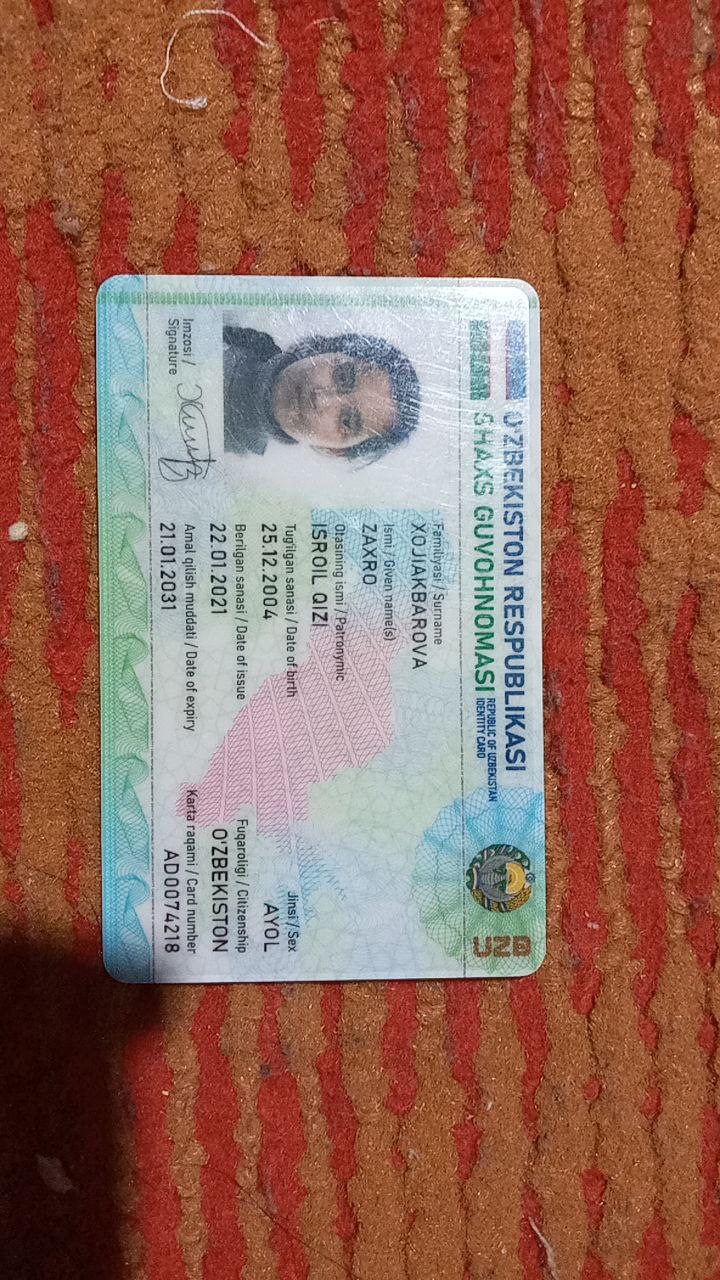 O'ZBEKISTON RESPUBLIKASI
SHAXS GUVOHNOMASI REPUBLIC OF UZBEKISTAN
IDENTITY CARD
UZB
Familiyasi / Surname
XOJIAKBAROVA
Ismi / Given name(s)
ZAXRO
Otasining ismi / Patronymic
ISROIL QIZI
Tug'ilgan sanasi / Date of birth
25.12.2004
Jinsi / Sex
AYOL
Berilgan sanasi / Date of issue
22.01.2021
Fuqaroligi / Citizenship
O'ZBEKISTON
Amal qilish muddati / Date of expiry
21.01.2031
Karta raqami / Card number
AD0074218
Imzosi /
Signature